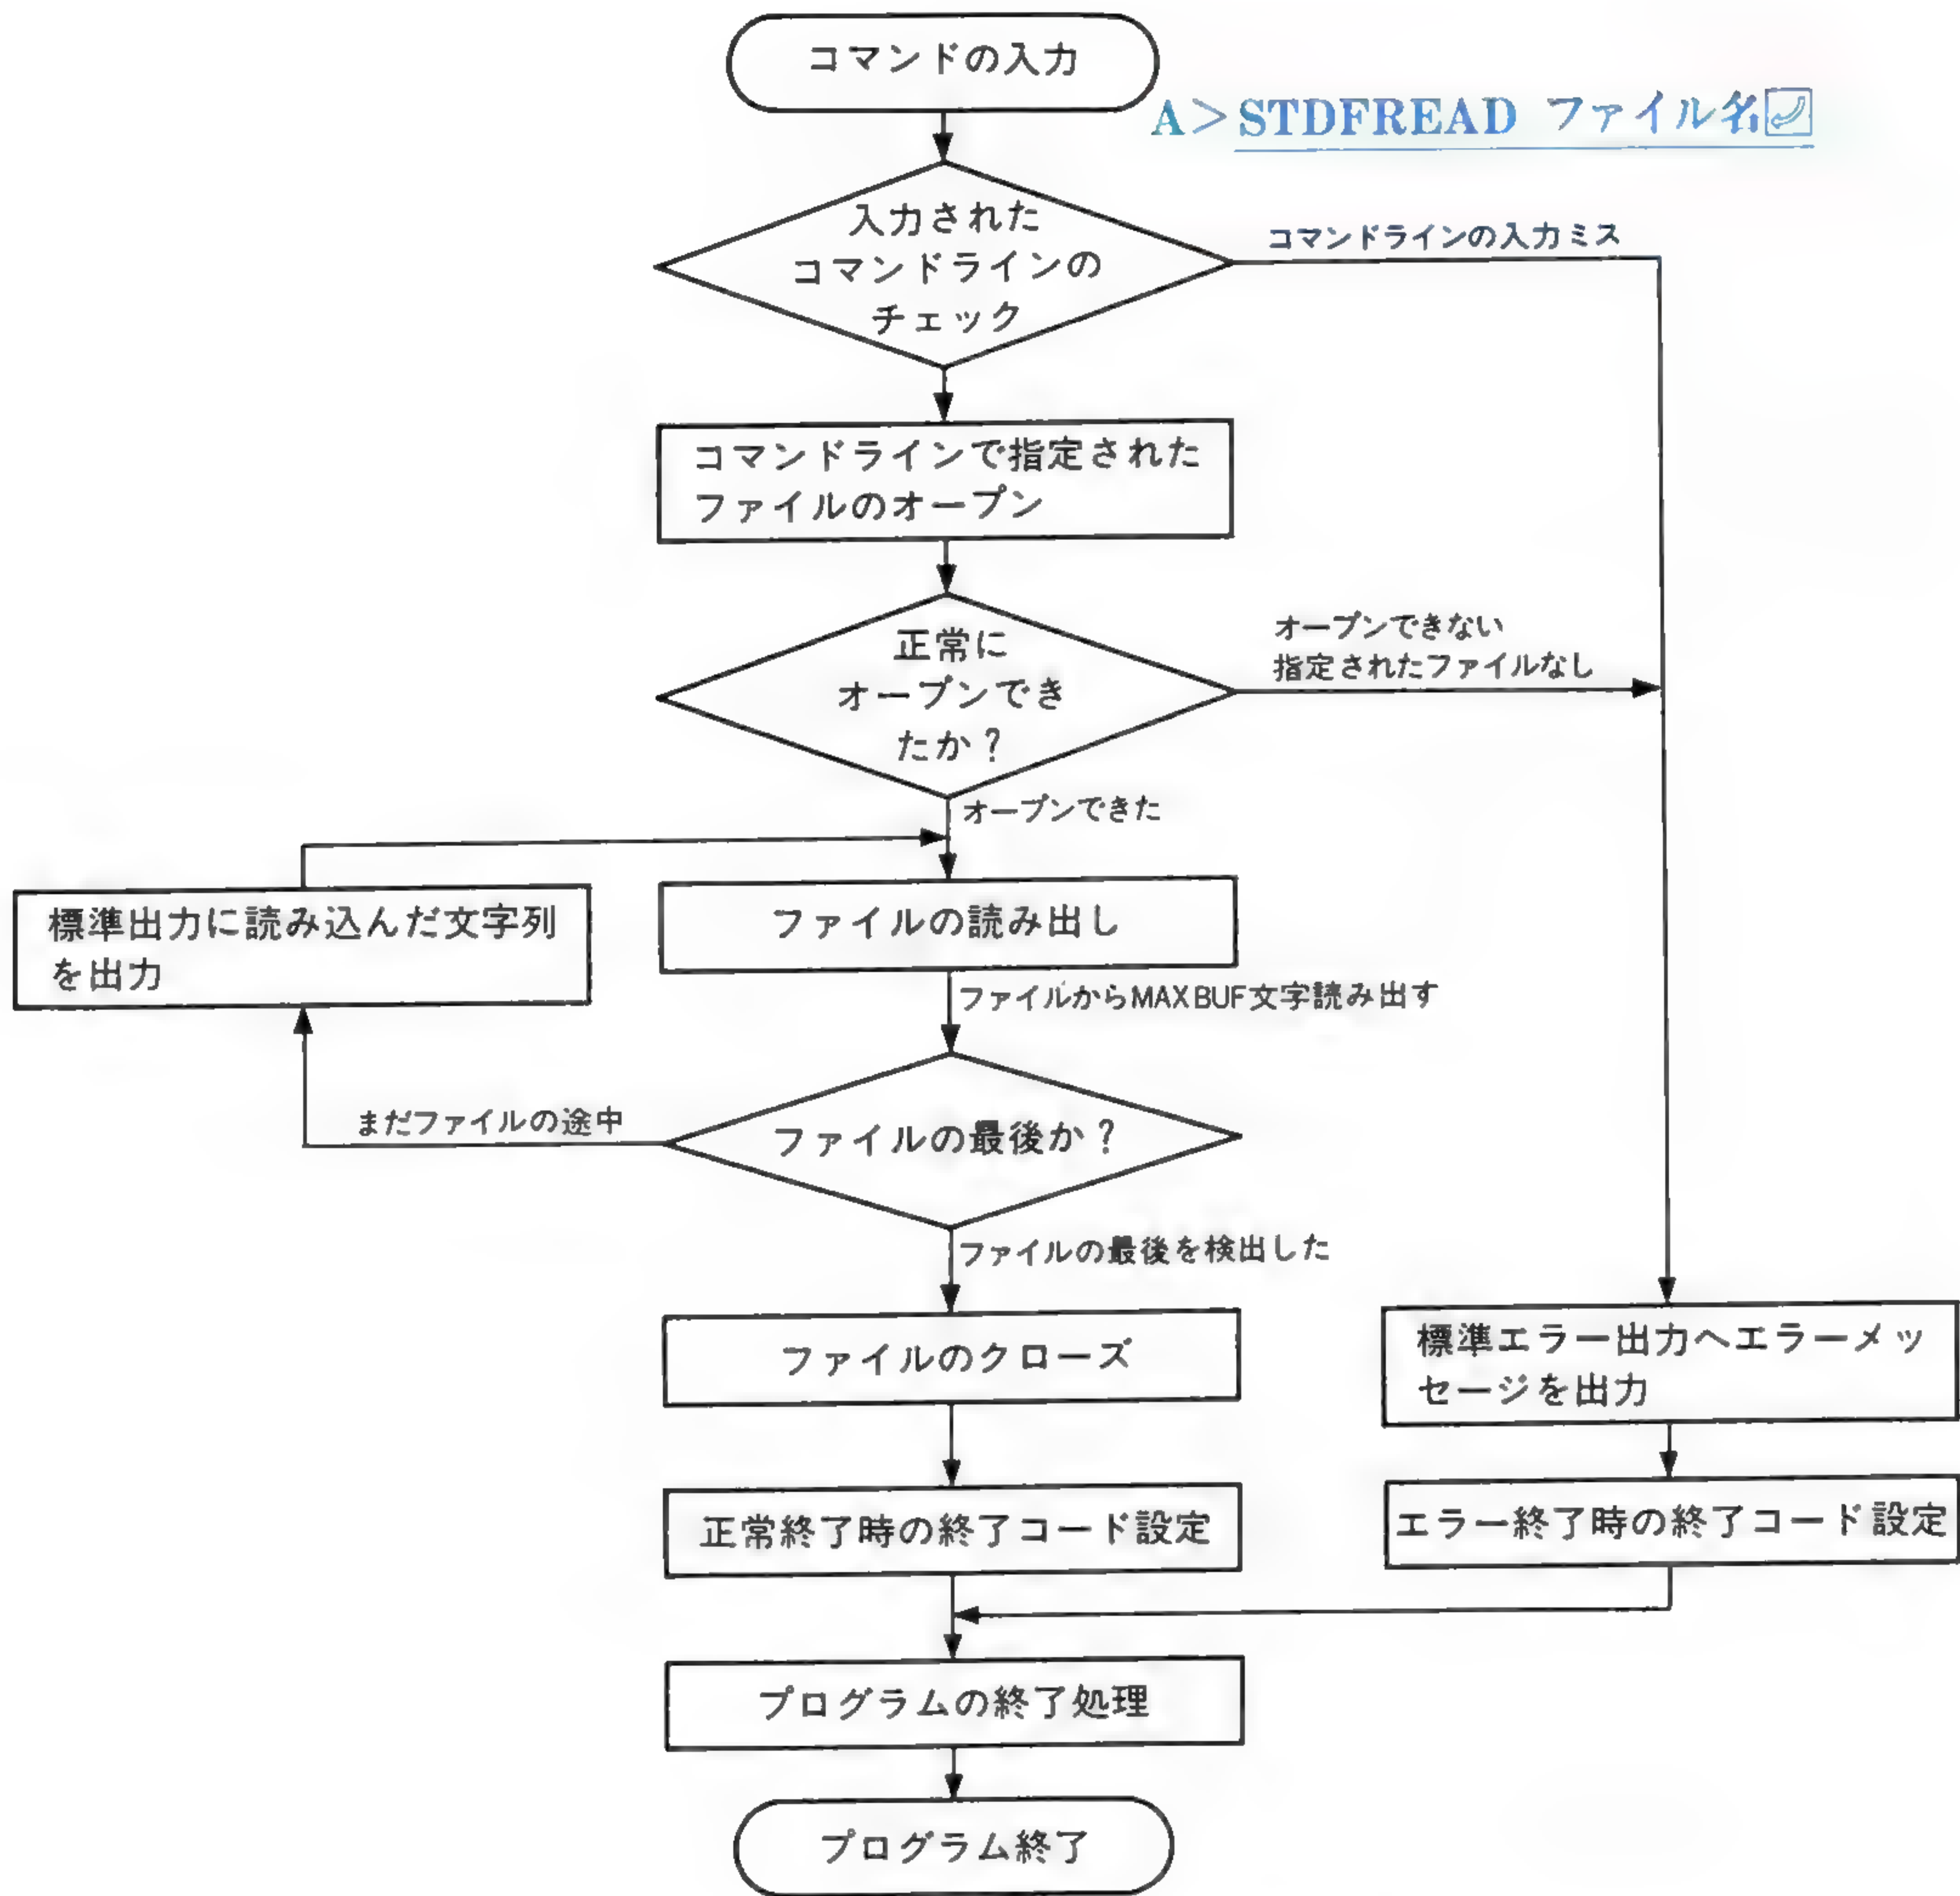 コマンドの入力
A>STDFREAD ファイル名
入力された
コマンドラインの
チェック
コマンドラインの入力ミス
コマンドラインで指定された
ファイルのオープン
正常に
オープンでき
たか?
オープンできない
指定されたファイルなし
オープンできた
標準出力に読み込んだ文字列
を出力
ファイルの読み出し
ファイルからMAXBUF文字読み出す
まだファイルの途中
ファイルの最後か?
ファイルの最後を検出した
ファイルのクローズ
標準エラー出力へエラーメッ
セージを出力
正常終了時の終了コード設定
エラー終了時の終了コード設定
プログラムの終了処理
プログラム終了